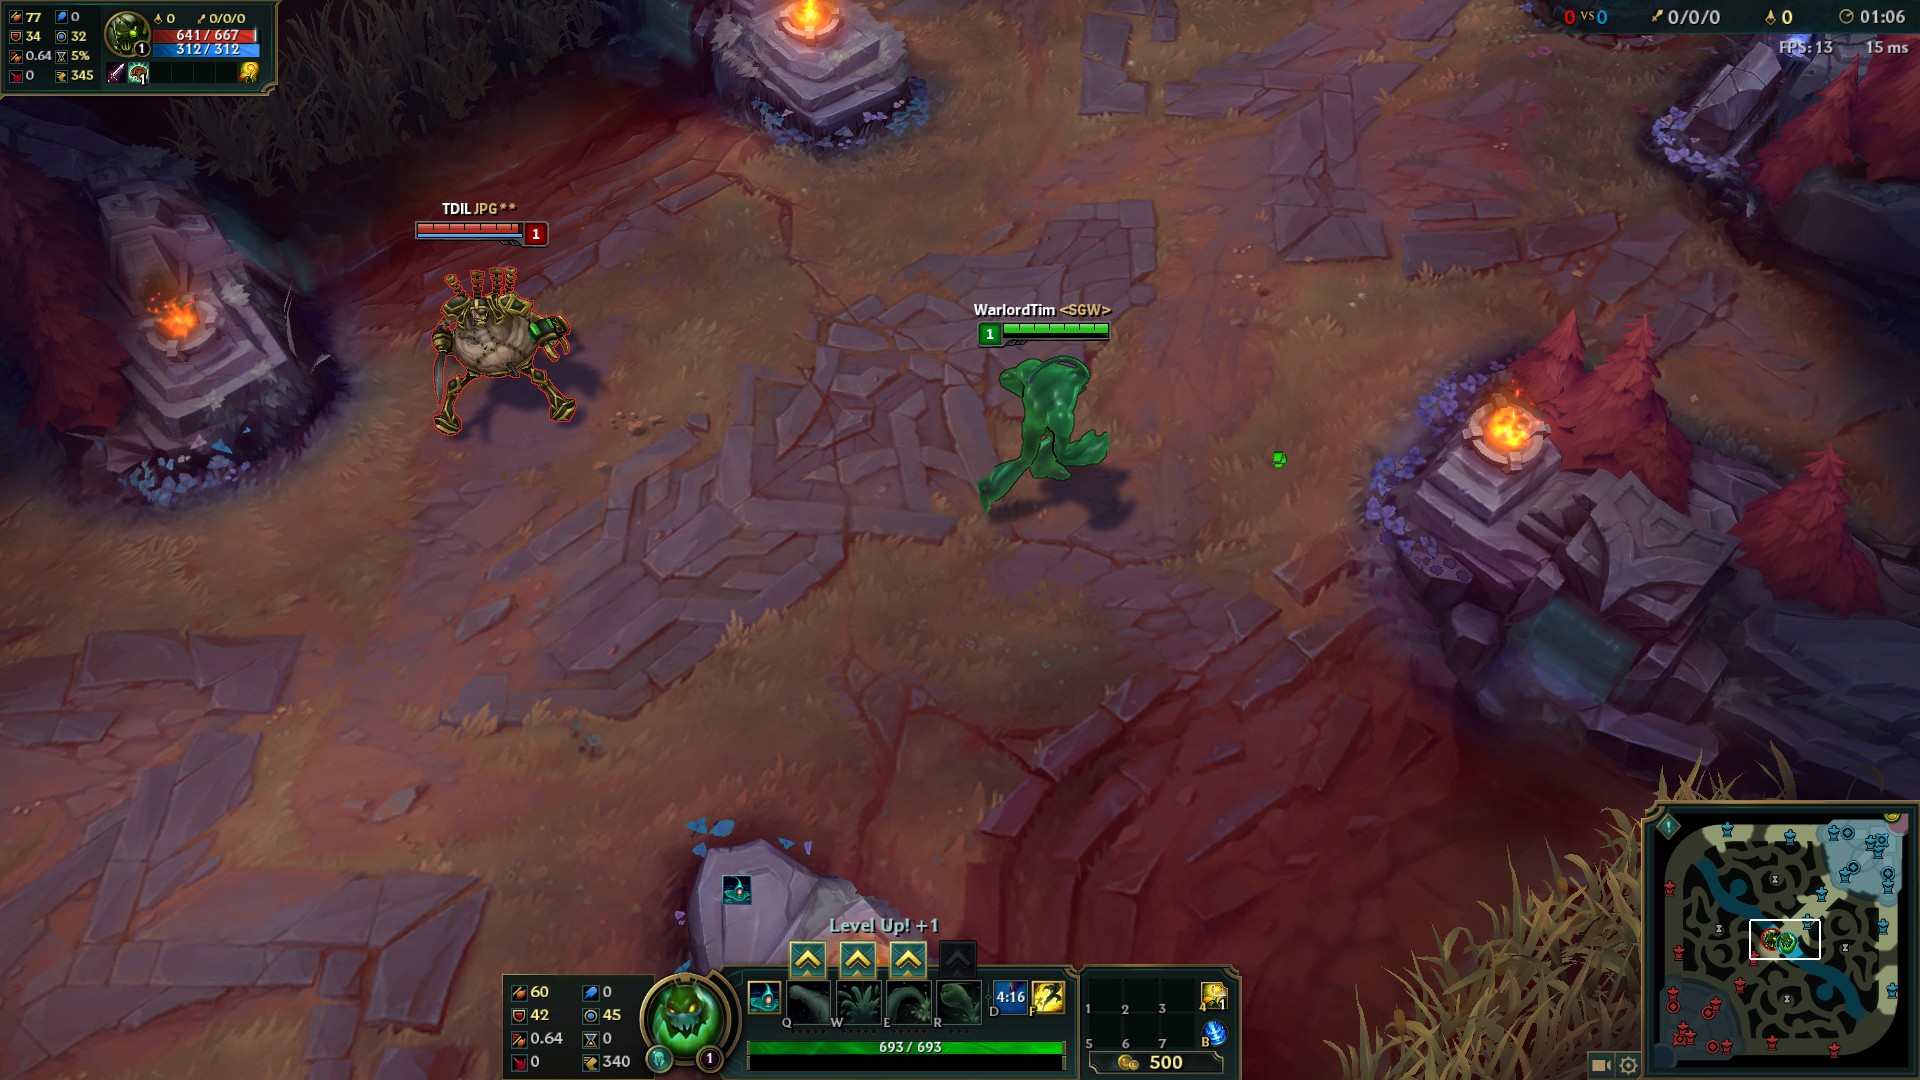 77 0
34 32
0.64 5%
0 345
0 0/0/0
641 / 667
312 / 312
1
1
0 VS 0 0/0/0 0 01:06
FPS: 13 15 ms
TDIL JPG**
1
WarlordTim <SGW>
1
Level Up! +1
60 0
42 45
0.64 0
0 340
1
Q W E R
4:16
D F
693 / 693
1 2 3 4 1
5 6 7 B
500